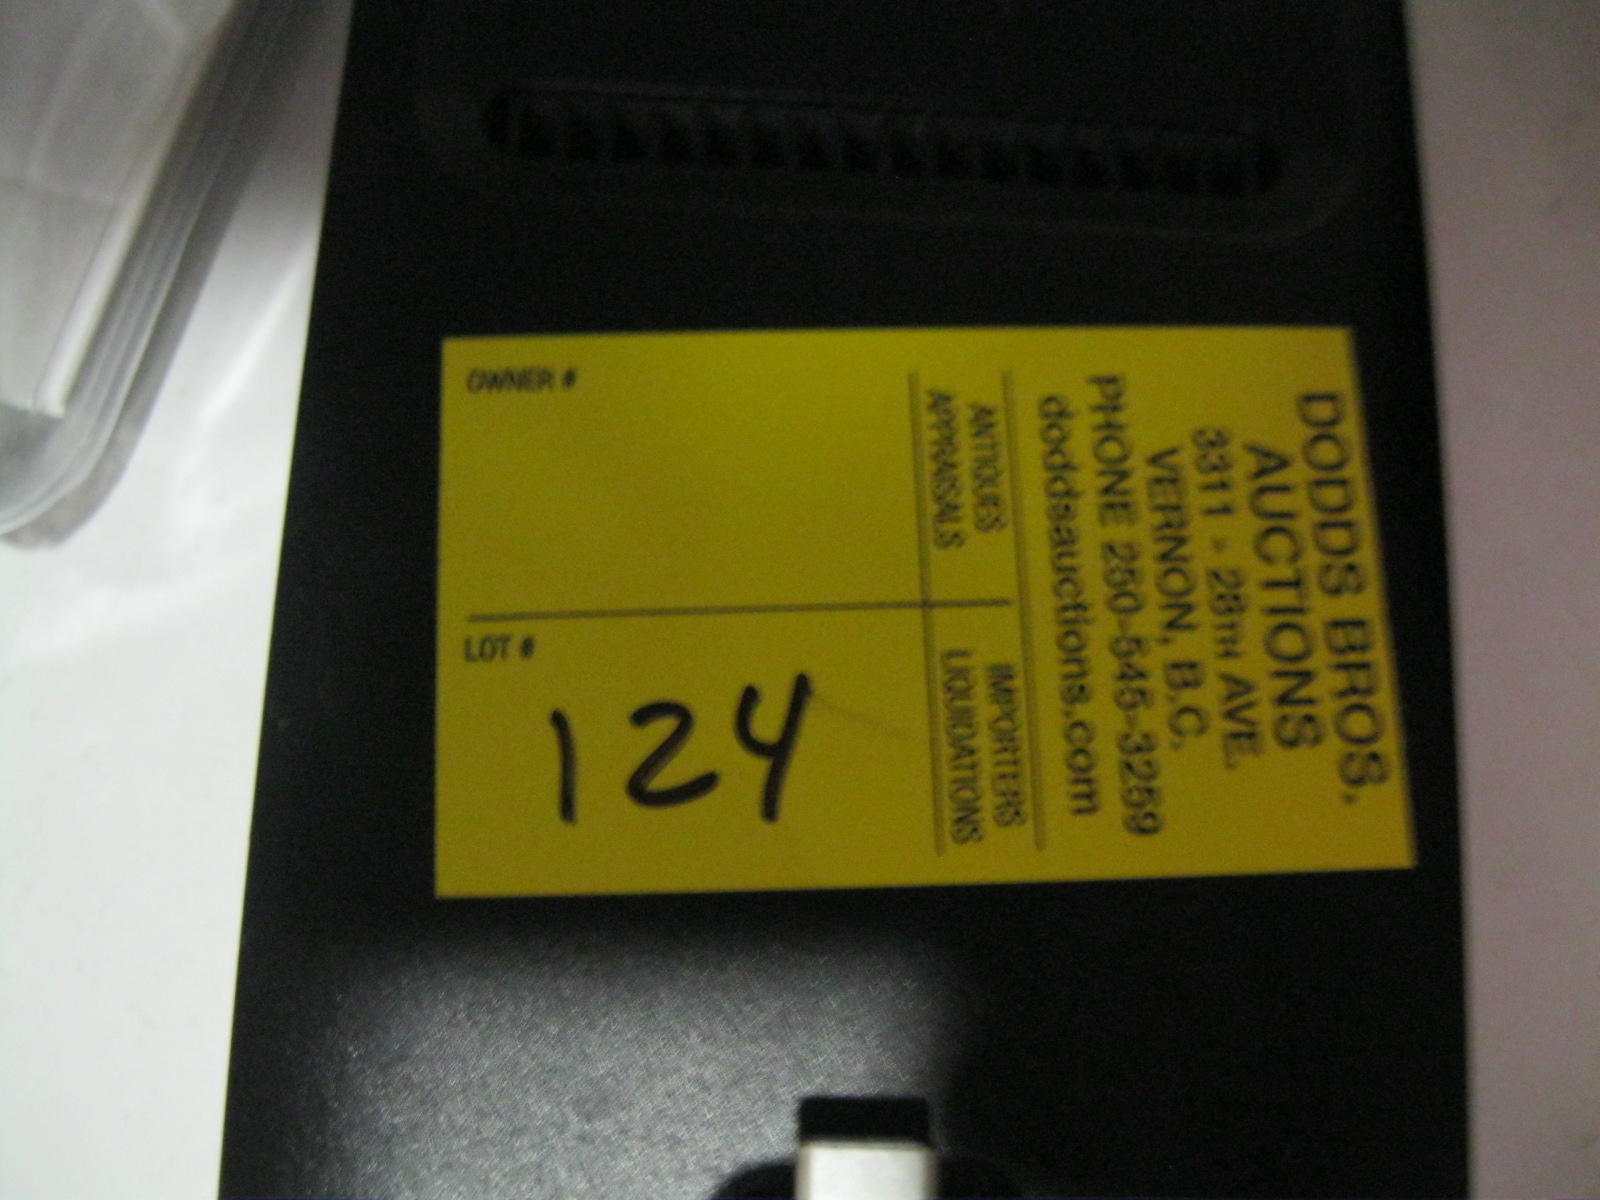 DODDS BROS.
AUCTIONS
3311 - 28TH AVE.
VERNON, B.C.
PHONE 250-545-3259
doddsauctions.com
ANTIQUES IMPORTERS
APPRAISALS LIQUIDATIONS
OWNER #
LOT #
124